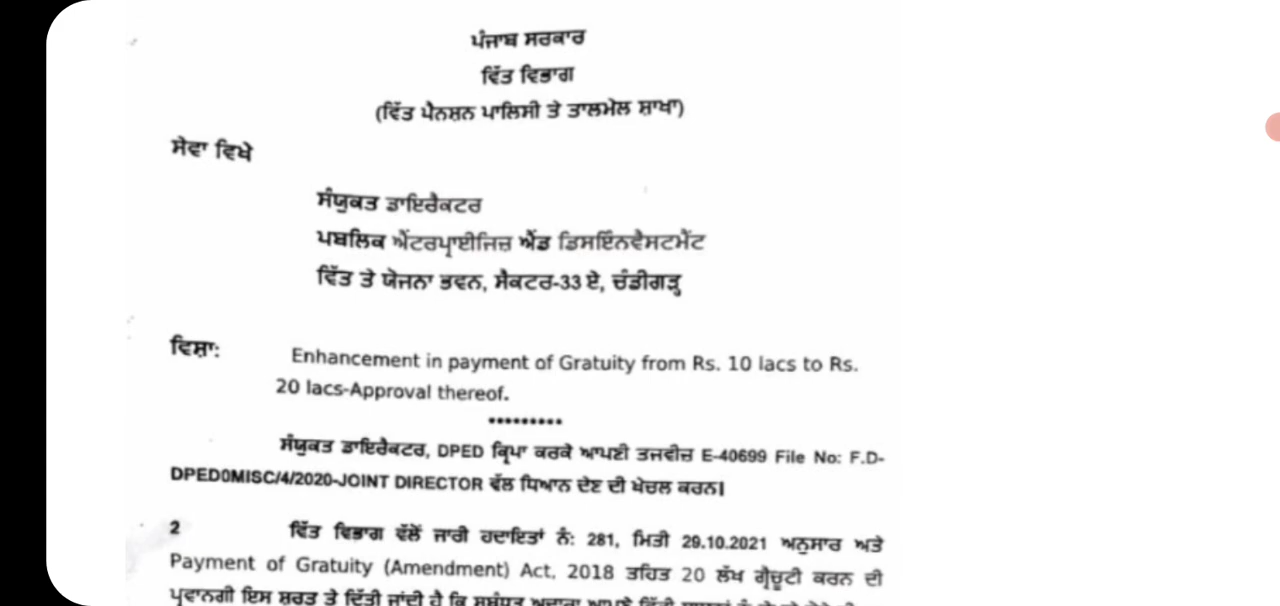 ਪੰਜਾਬ ਸਰਕਾਰ
ਵਿੱਤ ਵਿਭਾਗ
(ਵਿੱਤ ਪੈਨਸ਼ਨ ਪਾਲਿਸੀ ਤੇ ਤਾਲਮੇਲ ਸ਼ਾਖਾ)
ਸੇਵਾ ਵਿਖੇ
ਸੰਯੁਕਤ ਡਾਇਰੈਕਟਰ
ਪਬਲਿਕ ਐਂਟਰਪ੍ਰਾਈਜਿਜ਼ ਐਂਡ ਡਿਸਇੰਨਵੈਸਟਮੈਂਟ
ਵਿੱਤ ਤੇ ਯੋਜਨਾ ਭਵਨ, ਸੈਕਟਰ-33 ਏ, ਚੰਡੀਗੜ੍ਹ
ਵਿਸ਼ਾ: Enhancement in payment of Gratuity from Rs. 10 lacs to Rs.
20 lacs-Approval thereof.
•••••••••
ਸੰਯੁਕਤ ਡਾਇਰੈਕਟਰ, DPED ਕ੍ਰਿਪਾ ਕਰਕੇ ਆਪਣੀ ਤਜਵੀਜ਼ E-40699 File No: F.D-
DPED0MISC/4/2020-JOINT DIRECTOR ਵੱਲ ਧਿਆਨ ਦੇਣ ਦੀ ਖੇਚਲ ਕਰਨ।
2 ਵਿੱਤ ਵਿਭਾਗ ਵੱਲੋਂ ਜਾਰੀ ਹਦਾਇਤਾਂ ਨੰ: 281, ਮਿਤੀ 29.10.2021 ਅਨੁਸਾਰ ਅਤੇ
Payment of Gratuity (Amendment) Act, 2018 ਤਹਿਤ 20 ਲੱਖ ਗ੍ਰੈਚੂਟੀ ਕਰਨ ਦੀ
ਪ੍ਰਵਾਨਗੀ ਇਸ ਸ਼ਰਤ ਤੇ ਦਿੱਤੀ ਜਾਂਦੀ ਹੈ ਕਿ